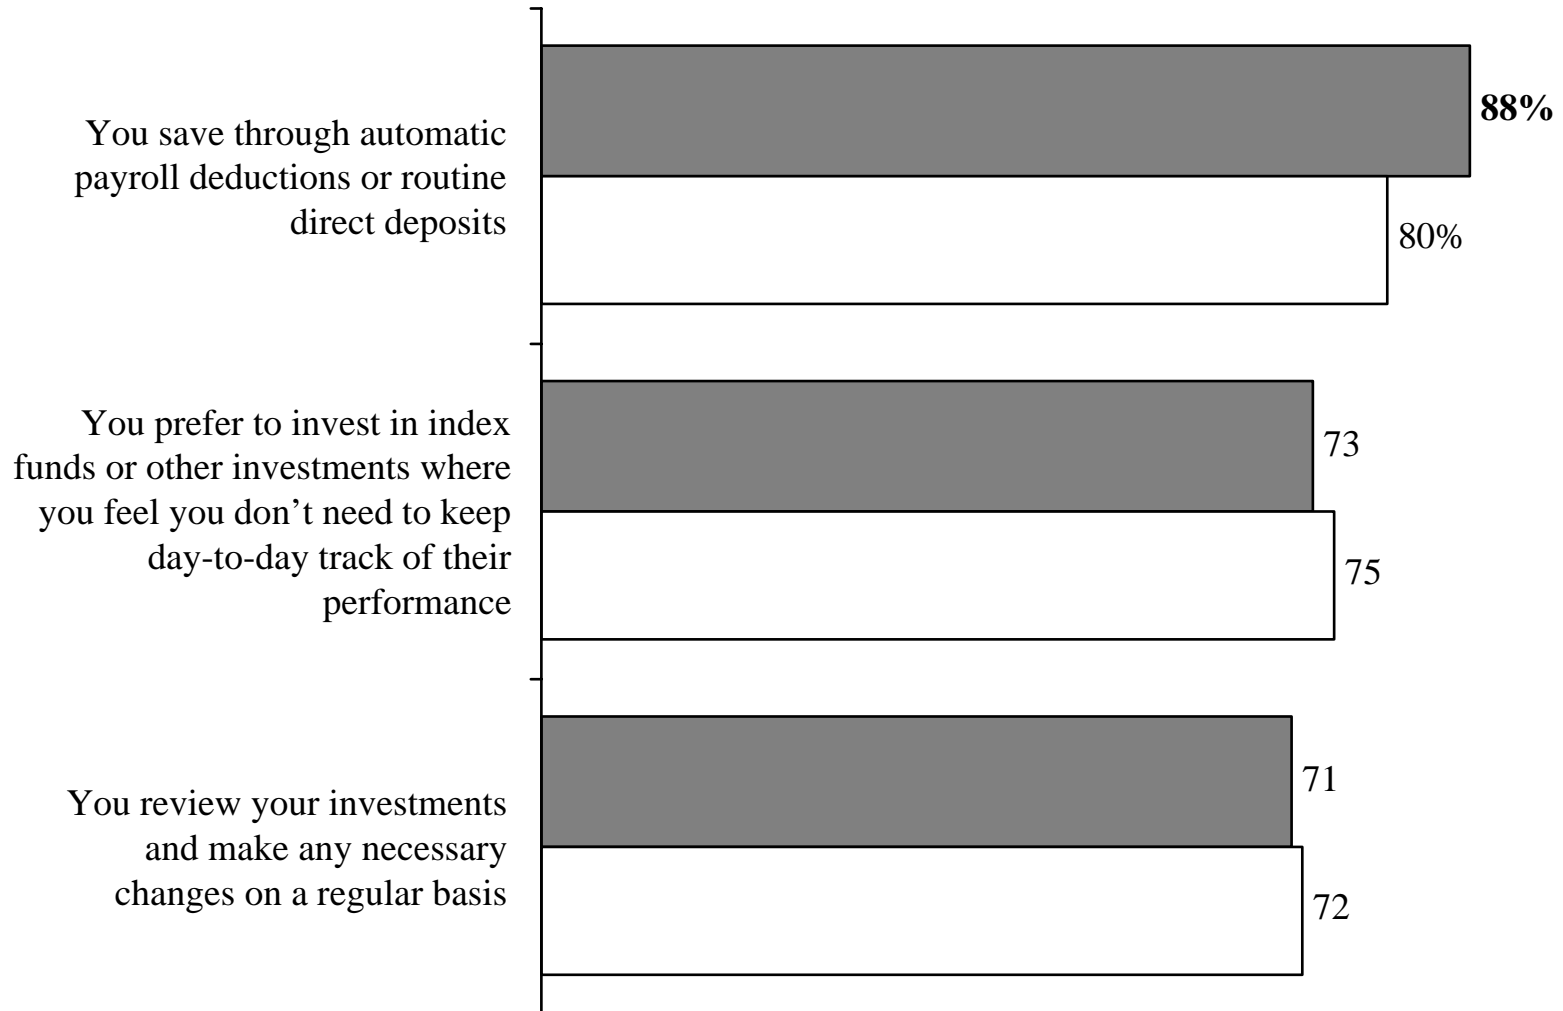 88%
You save through automatic
payroll deductions or routine
direct deposits
80%
You prefer to invest in index
funds or other investments where
you feel you don’t need to keep
day-to-day track of their
performance
73
75
You review your investments
and make any necessary
changes on a regular basis
71
72